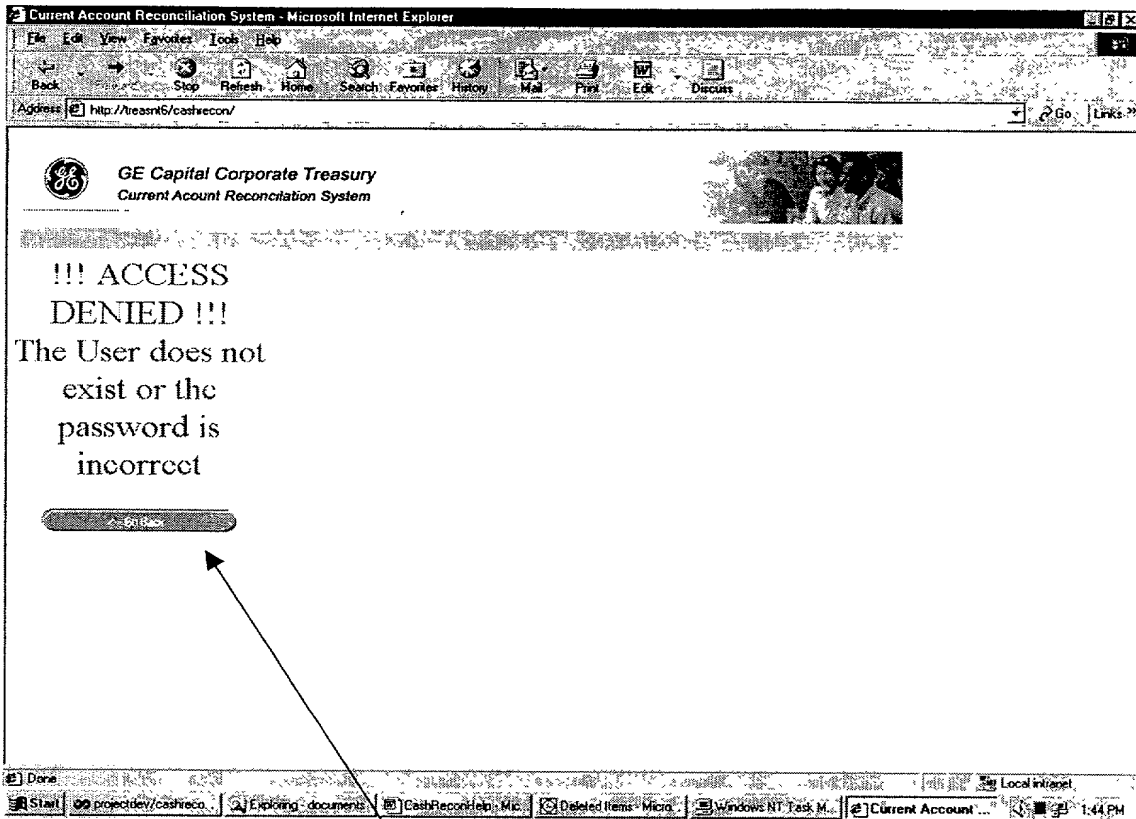 Current Account Reconciliation System - Microsoft Internet Explorer
File Edit View Favorites Tools Help
Back Stop Refresh Home Search Favorites History Mail Print Edit Discuss
Address http://treasnt6/cashrecon/ Go Links »
GE Capital Corporate Treasury
Current Acount Reconcilation System
!!! ACCESS
DENIED !!!
The User does not
exist or the
password is
incorrect
Go Back
Done Local intranet
Start projectdev/cashreco... Exploring - documents CashReconHelp - Mic... Deleted Items - Micro... Windows NT Task M... Current Account ... 1:44 PM